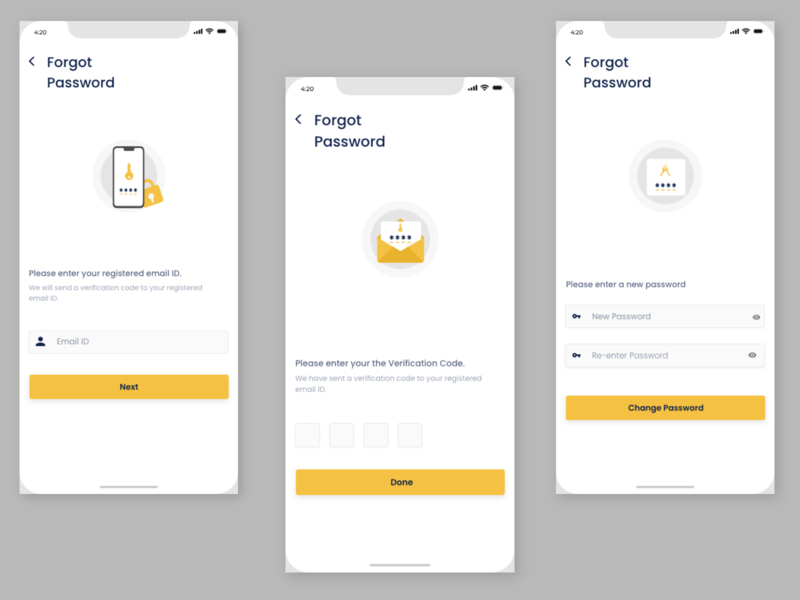 4:20
Forgot
Password
****
Please enter your registered email ID.
We will send a verification code to your registered
email ID.
Email ID
Next
4:20
Forgot
Password
****
Please enter your the Verification Code.
We have sent a verification code to your registered
email ID.
Done
4:20
Forgot
Password
****
Please enter a new password
New Password
Re-enter Password
Change Password